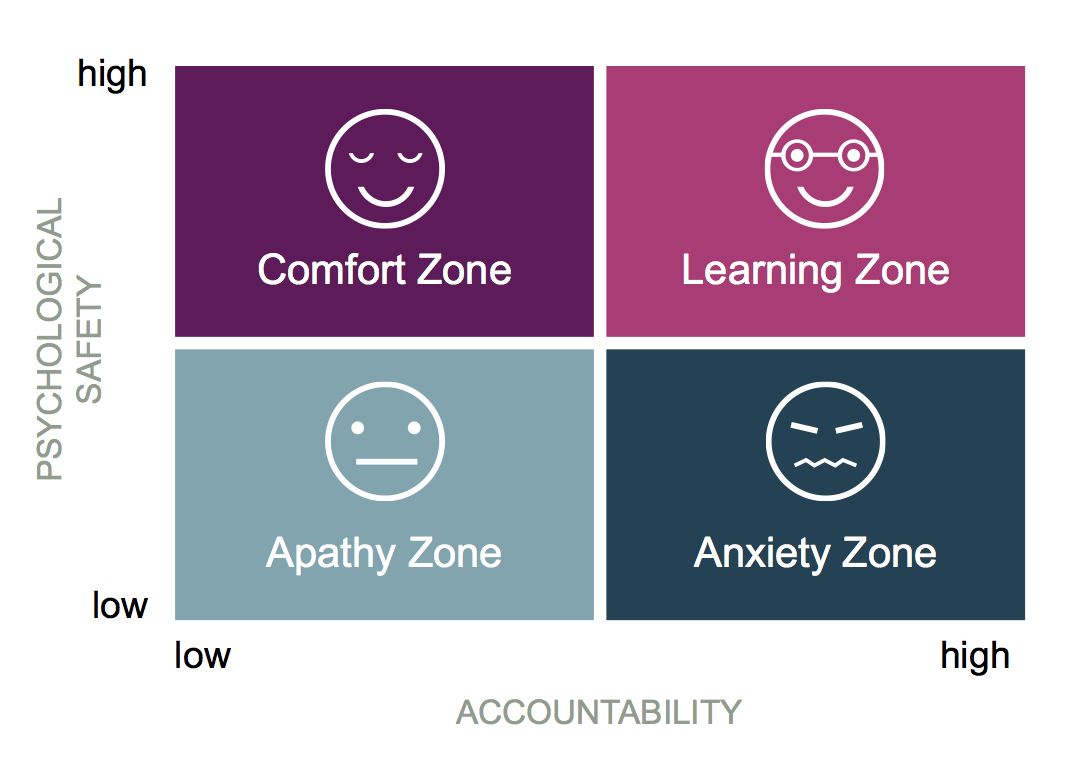 high
Comfort Zone
Learning Zone
PSYCHOLOGICAL
SAFETY
Apathy Zone
Anxiety Zone
low
low
high
ACCOUNTABILITY